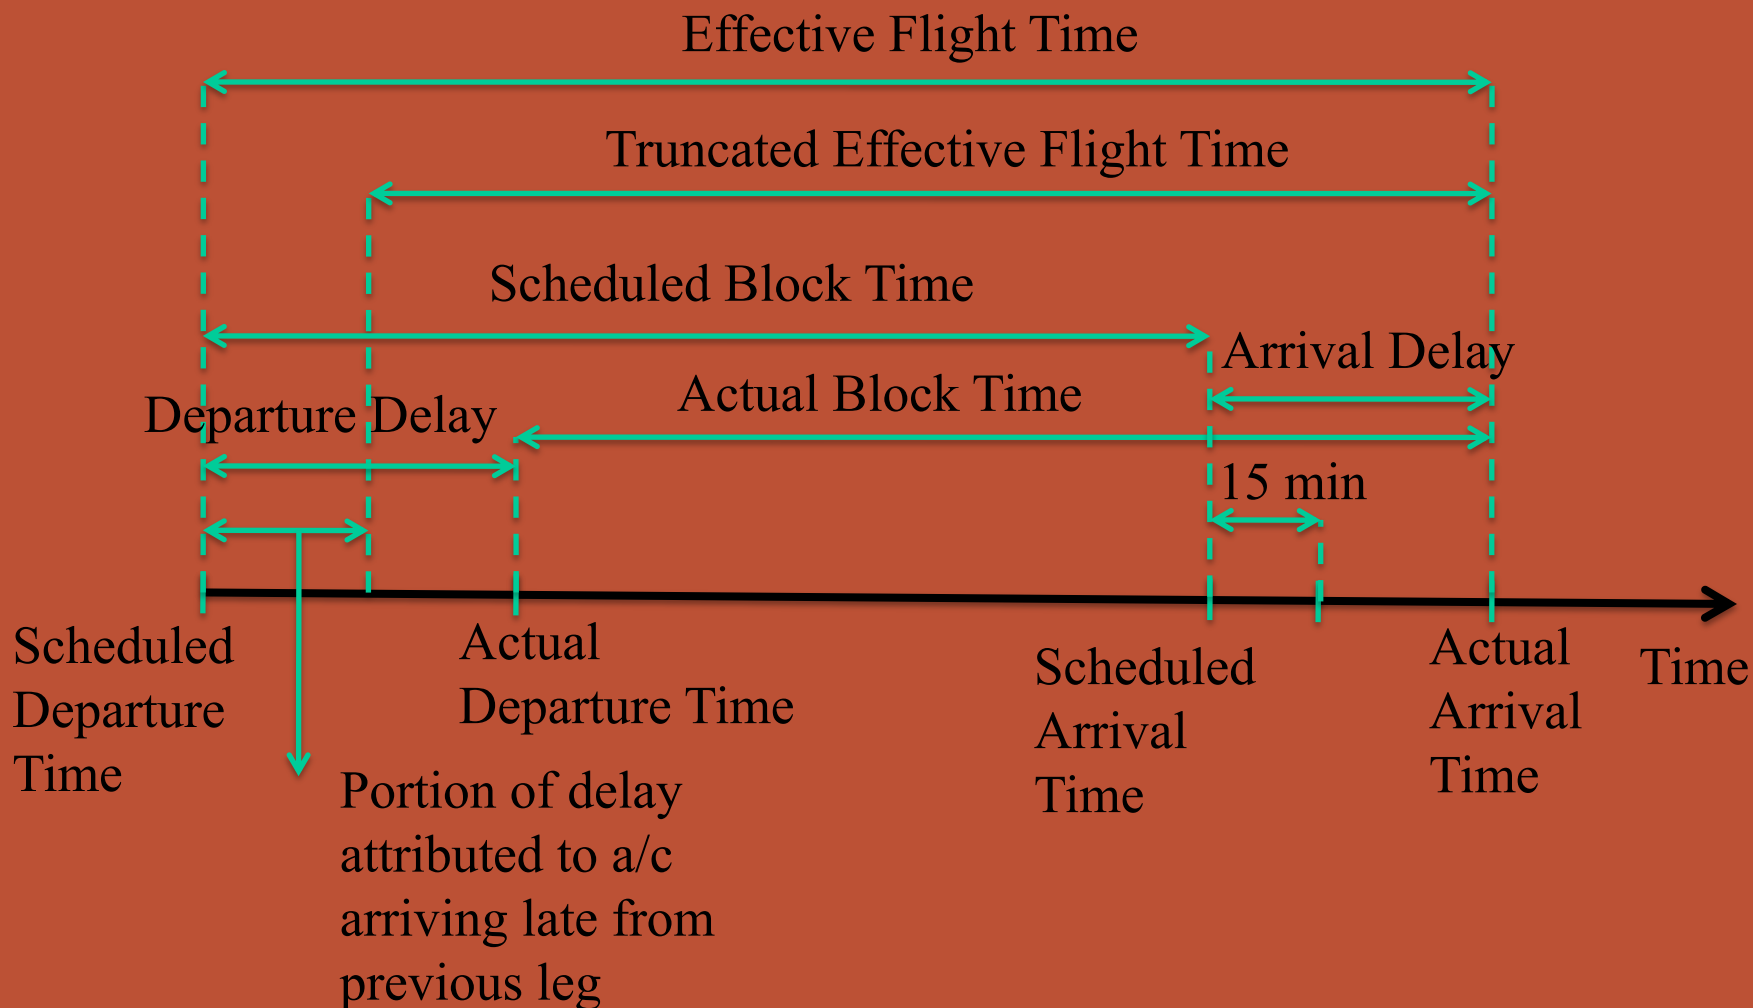 Effective Flight Time
Truncated Effective Flight Time
Scheduled Block Time
Arrival Delay
Actual Block Time
Departure Delay
15 min
Scheduled
Departure
Time
Actual
Departure Time
Scheduled
Arrival
Time
Actual
Arrival
Time
Time
Portion of delay
attributed to a/c
arriving late from
previous leg